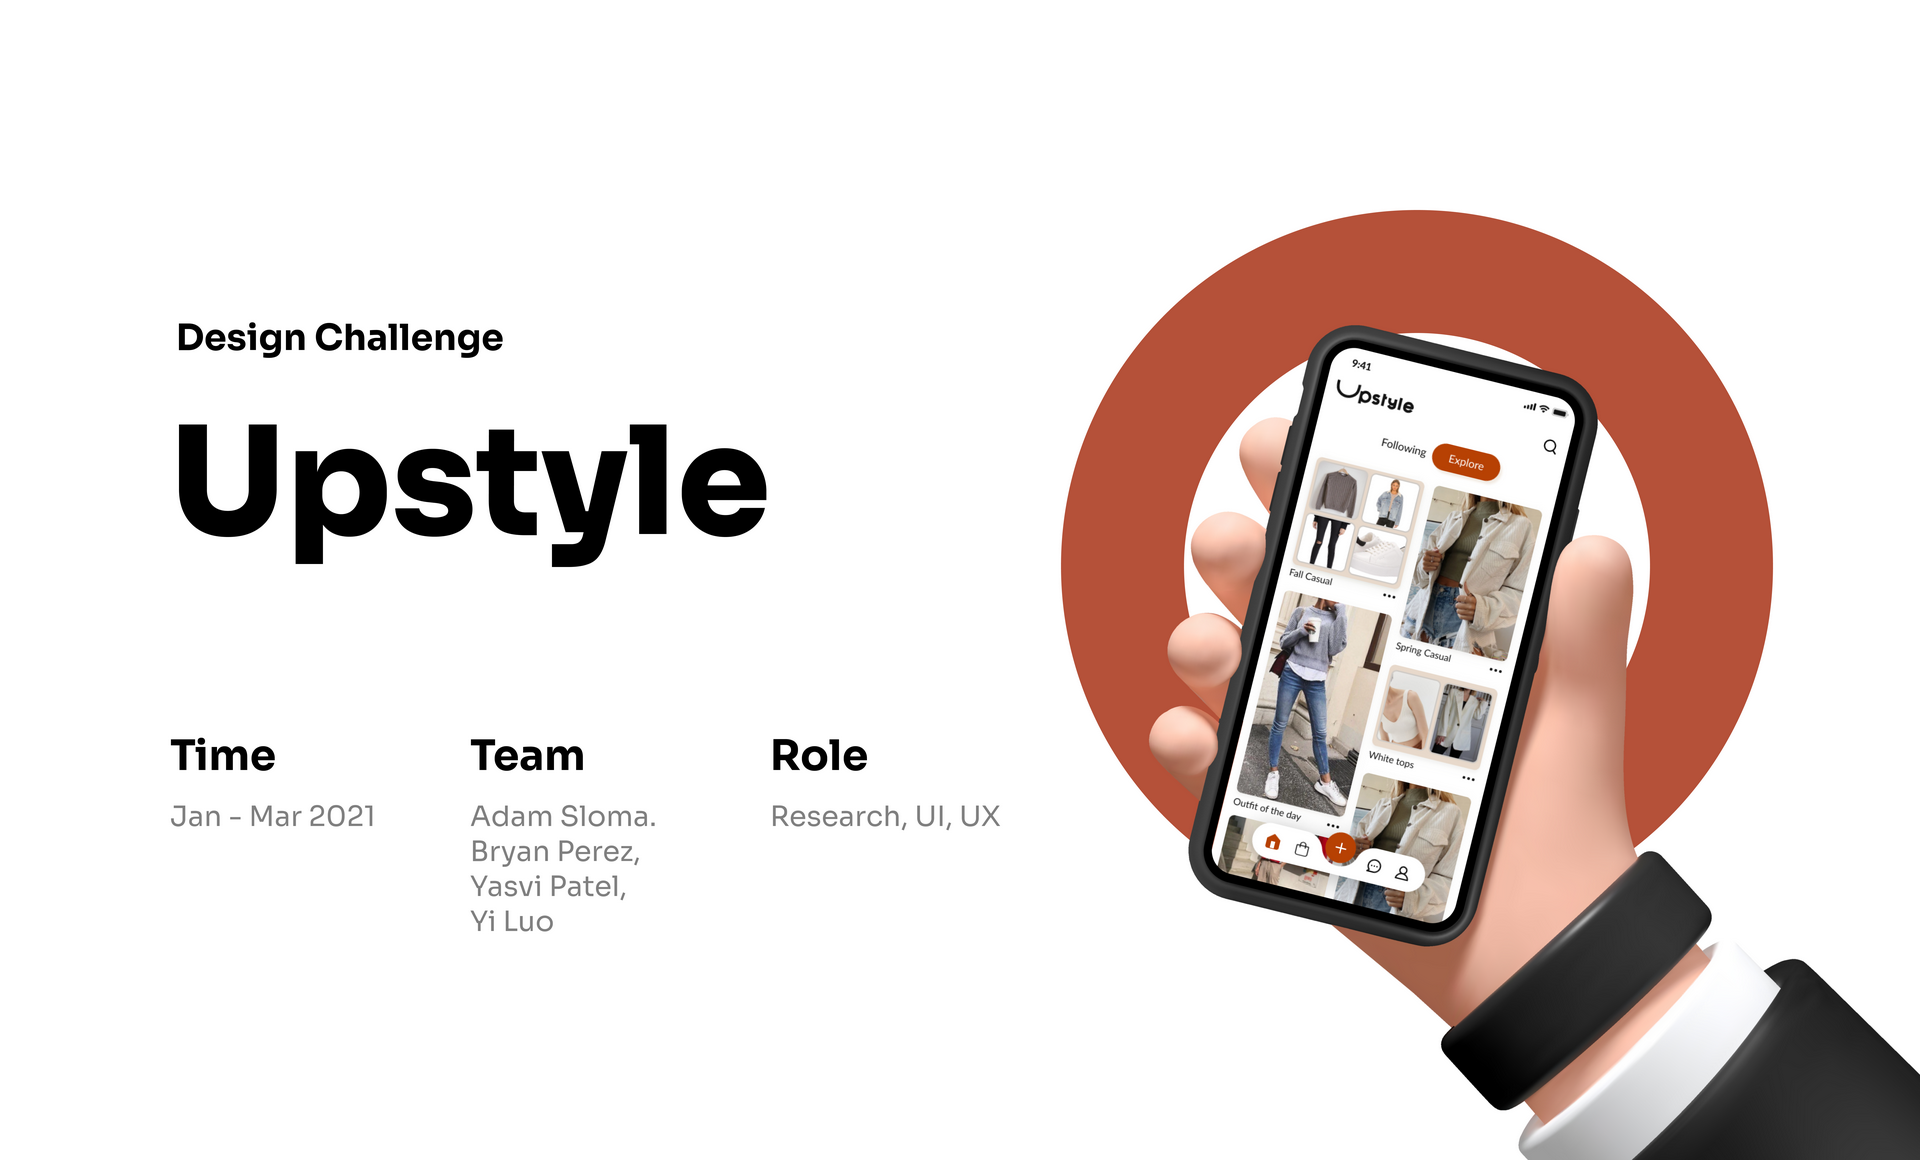 Design Challenge
Upstyle
Time
Jan - Mar 2021
Team
Adam Sloma.
Bryan Perez,
Yasvi Patel,
Yi Luo
Role
Research, UI, UX
9:41
Upstyle
Following
Explore
Fall Casual
Spring Casual
White tops
Outfit of the day